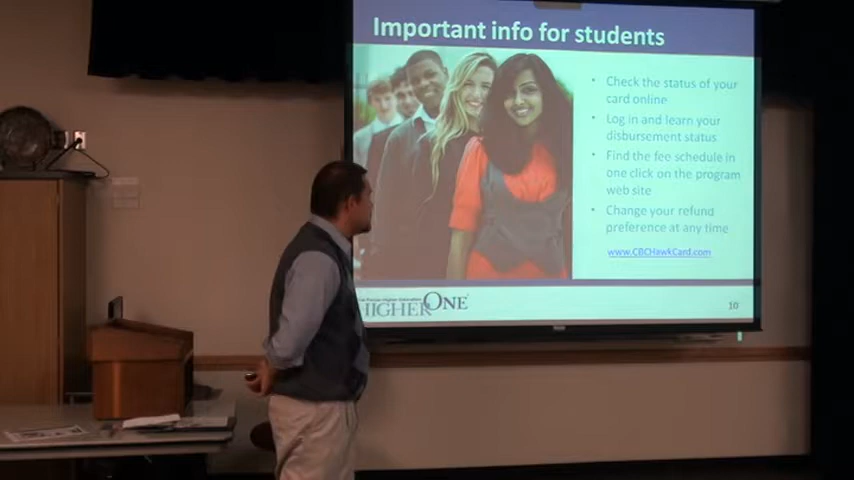 Important info for students
• Check the status of your
card online
• Log in and learn your
disbursement status
• Find the fee schedule in
one click on the program
web site
• Change your refund
preference at any time
www.CBCHawkCard.com
HIGHER ONE
10